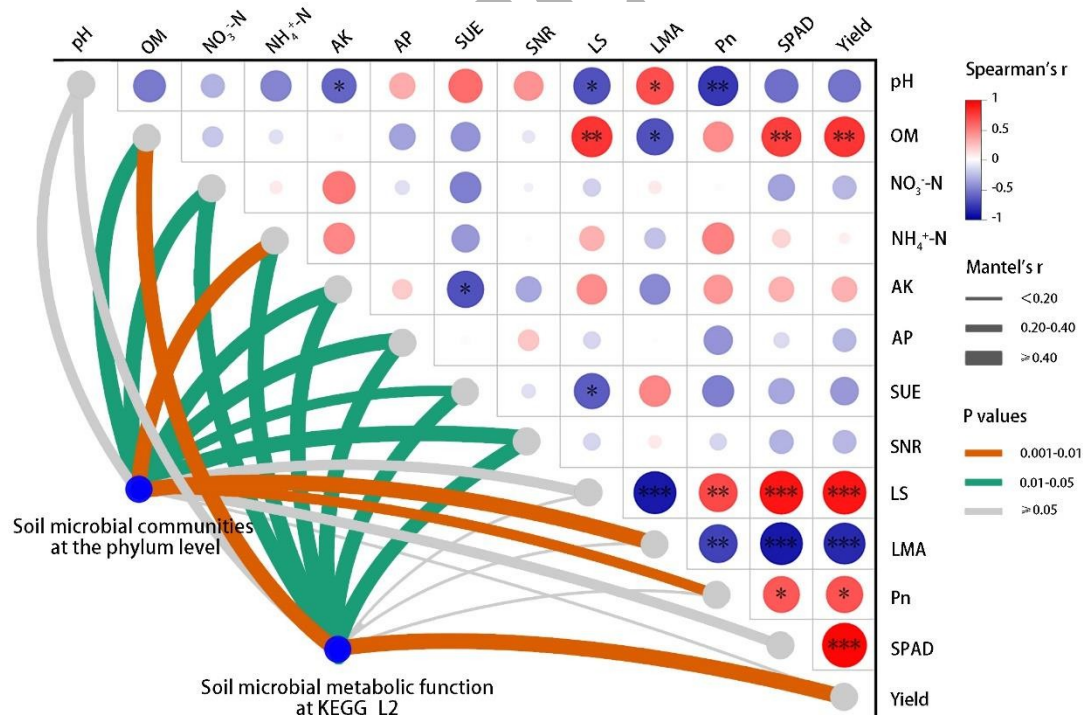 pH OM NO₃⁻-N NH₄⁺-N AK AP SUE SNR LS LMA Pn SPAD Yield
* * * ** pH
** * ** ** OM
NO₃⁻-N
NH₄⁺-N
* AK
AP
* SUE
SNR
*** ** *** *** LS
** *** *** LMA
* * Pn
*** SPAD
Yield
Soil microbial communities
at the phylum level
Soil microbial metabolic function
at KEGG_L2
Spearman's r
1
0.5
0
-0.5
-1
Mantel's r
<0.20
0.20-0.40
≥0.40
P values
0.001-0.01
0.01-0.05
≥0.05